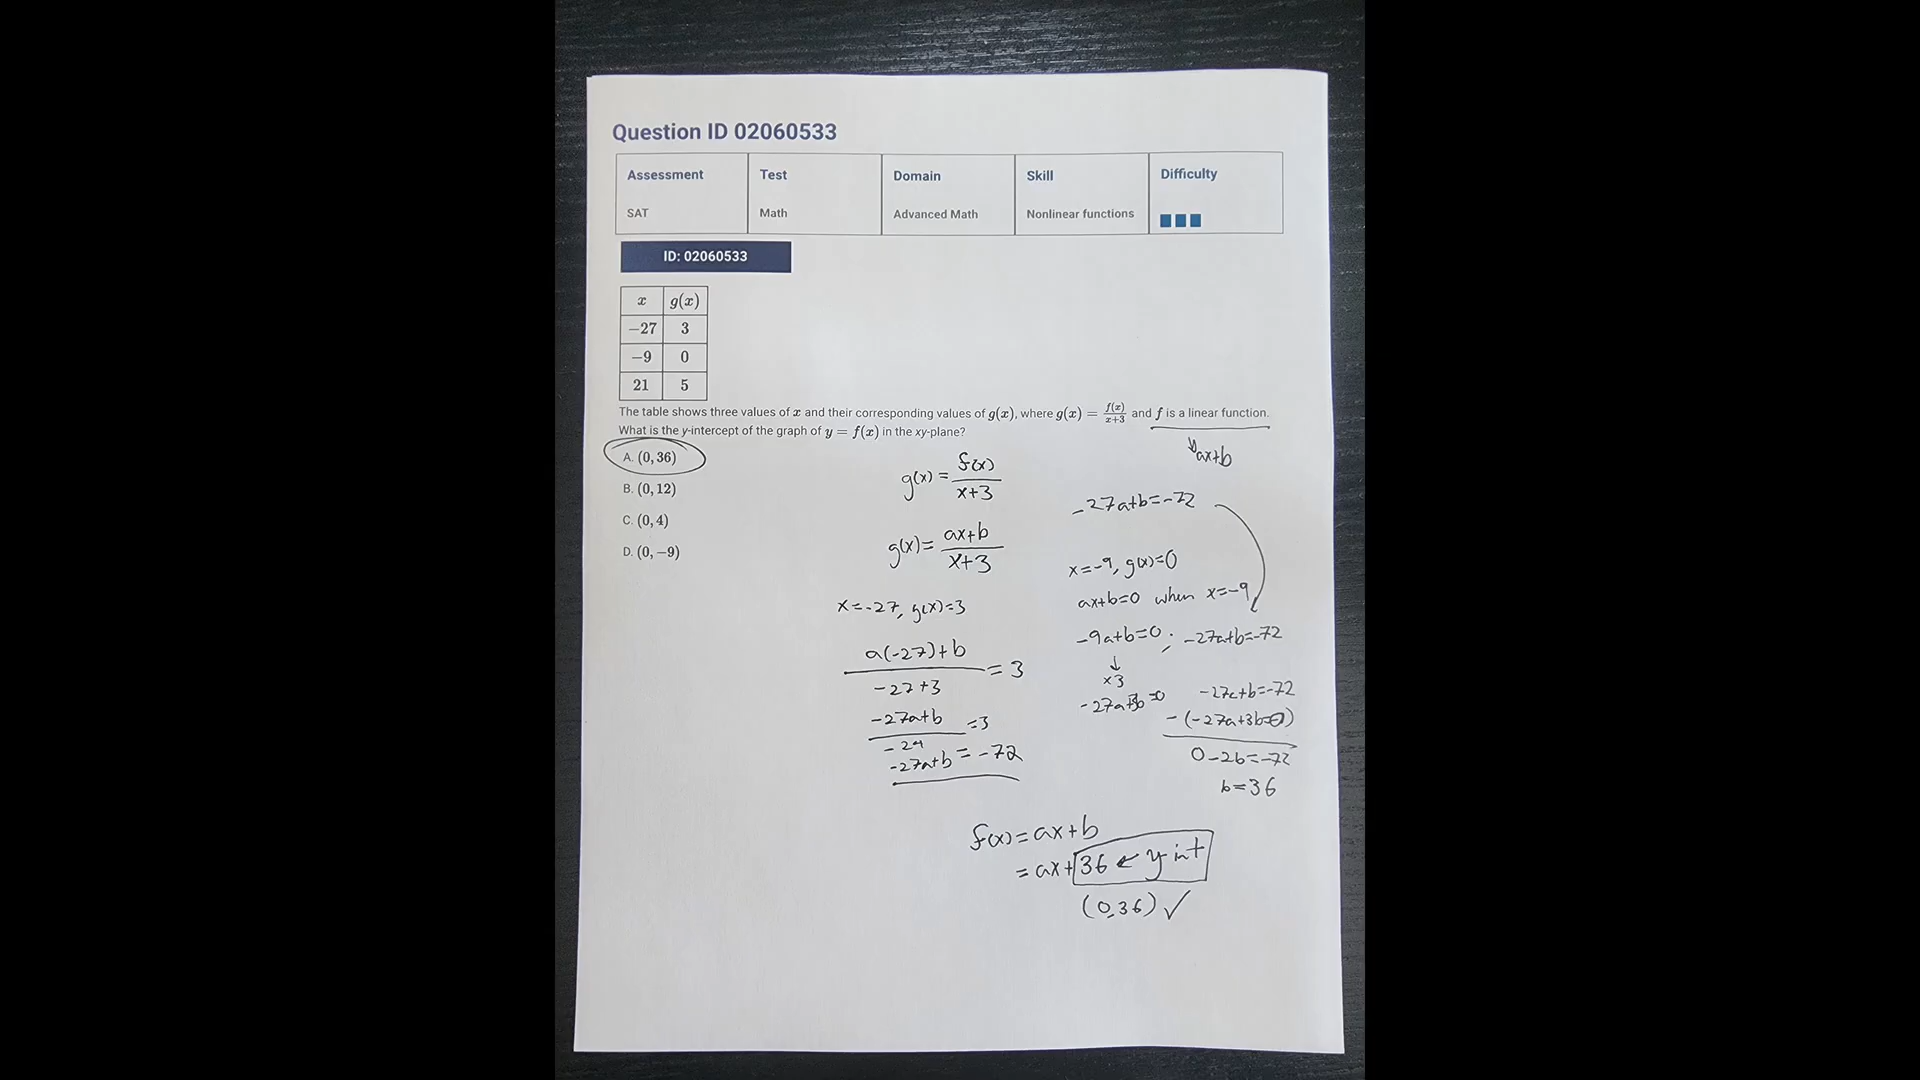 Question ID 02060533
Assessment Test Domain Skill Difficulty
SAT Math Advanced Math Nonlinear functions
ID: 02060533
x g(x)
−27 3
−9 0
21 5
The table shows three values of x and their corresponding values of g(x), where g(x) = f(x)/(x+3) and f is a linear function.
What is the y-intercept of the graph of y = f(x) in the xy-plane?
A. (0, 36)
B. (0, 12)
C. (0, 4)
D. (0, −9)
ax+b
g(x) = f(x)/(x+3)
g(x) = (ax+b)/(x+3)
x=-27, g(x)=3
(a(-27)+b)/(-27+3) = 3
(-27a+b)/(-24) = 3
-27a+b = -72
-27a+b=-72
x=-9, g(x)=0
ax+b=0 when x=-9
-9a+b=0 ; -27a+b=-72
↓
x3
-27a+3b=0
-27a+b=-72
-(-27a+3b=0)
0-2b=-72
b=36
f(x)=ax+b
=ax+36 ← y int
(0,36) ✓